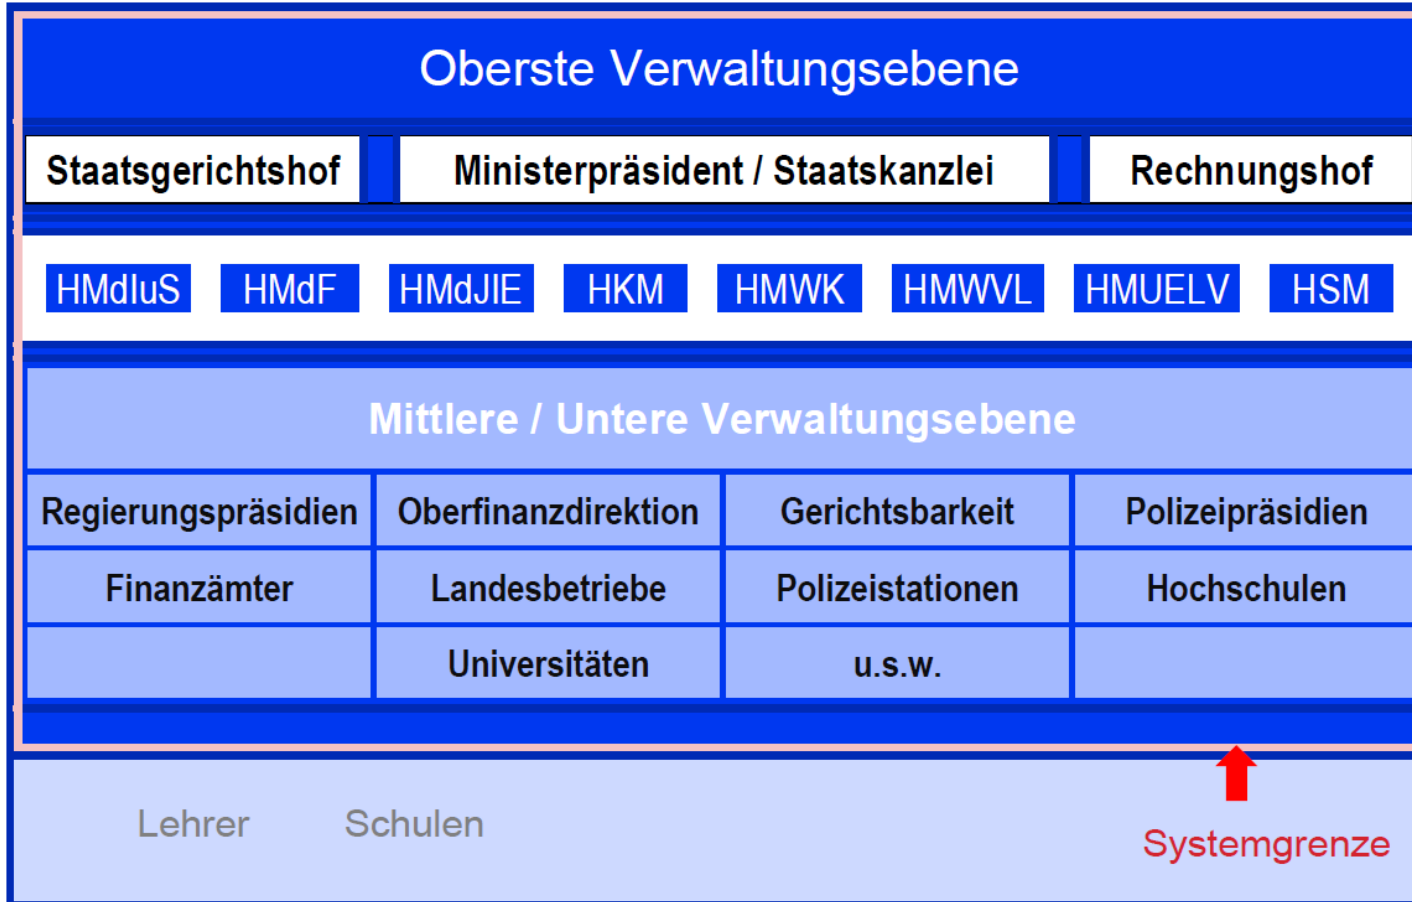 Oberste Verwaltungsebene
Staatsgerichtshof Ministerpräsident / Staatskanzlei Rechnungshof
HMdIuS HMdF HMdJIE HKM HMWK HMWVL HMUELV HSM
Mittlere / Untere Verwaltungsebene
Regierungspräsidien Oberfinanzdirektion Gerichtsbarkeit Polizeipräsidien
Finanzämter Landesbetriebe Polizeistationen Hochschulen
Universitäten u.s.w.
Lehrer Schulen
Systemgrenze